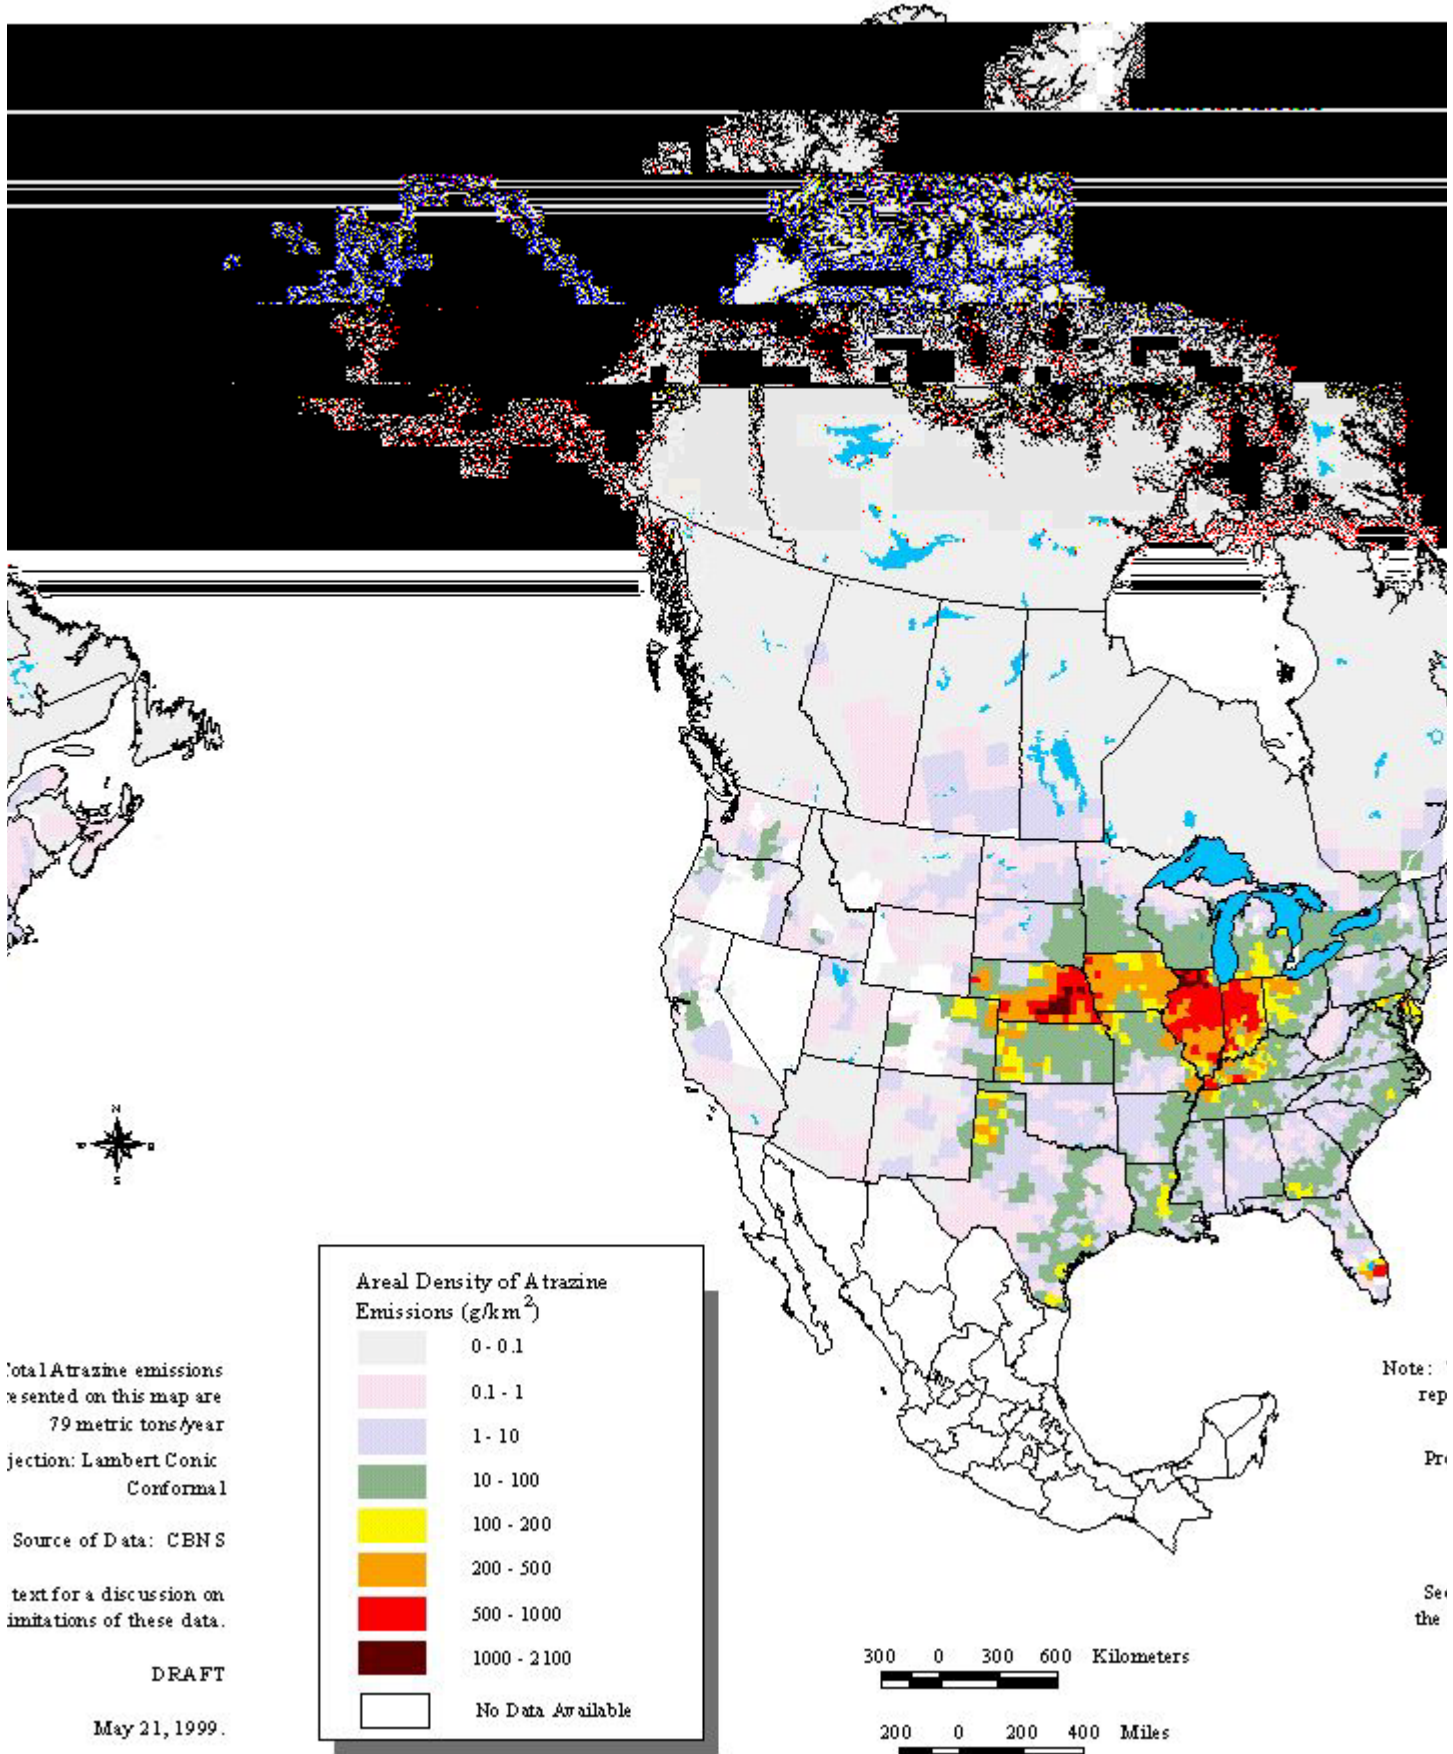 N
S
Areal Density of Atrazine
Emissions (g/km2)
0 - 0.1
0.1 - 1
1 - 10
10 - 100
100 - 200
200 - 500
500 - 1000
1000 - 2100
No Data Available
Total Atrazine emissions
esented on this map are
79 metric tons/year
jection: Lambert Conic
Conformal
Source of Data: CBNS
text for a discussion on
imitations of these data.
DRAFT
May 21, 1999.
Note:
rep
Pro
See
the
300 0 300 600 Kilometers
200 0 200 400 Miles